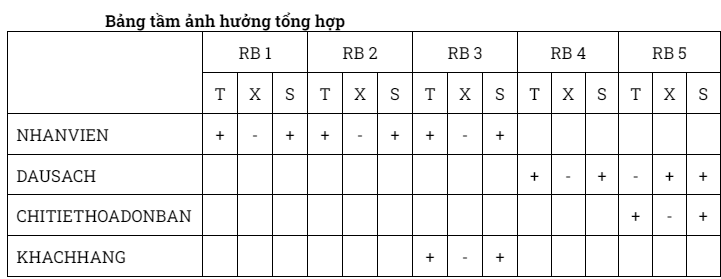 Bảng tầm ảnh hưởng tổng hợp
RB 1 RB 2 RB 3 RB 4 RB 5
T X S T X S T X S T X S T X S
NHANVIEN + - + + - + + - +
DAUSACH + - + - + +
CHITIETHOADONBAN + - +
KHACHHANG + - +